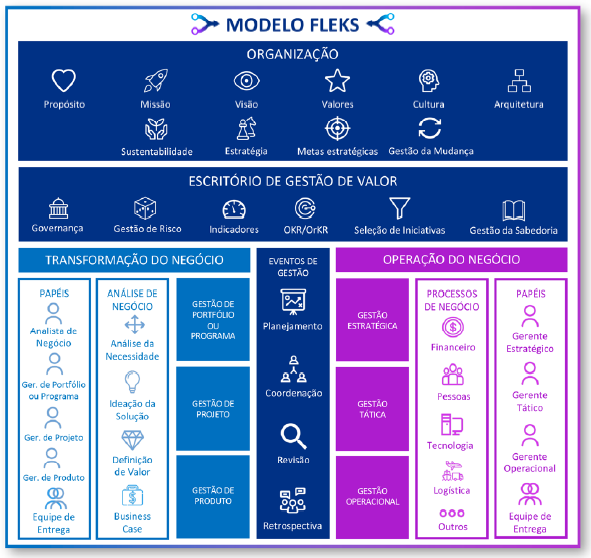 MODELO FLEKS
ORGANIZAÇÃO
Propósito
Missão
Visão
Valores
Cultura
Arquitetura
Sustentabilidade
Estratégia
Metas estratégicas
Gestão da Mudança
ESCRITÓRIO DE GESTÃO DE VALOR
Governança
Gestão de Risco
Indicadores
OKR/OrKR
Seleção de Iniciativas
Gestão da Sabedoria
TRANSFORMAÇÃO DO NEGÓCIO
PAPÉIS
Analista de
Negócio
Ger. de Portfólio
ou Programa
Ger. de Projeto
Ger. de Produto
Equipe de
Entrega
ANÁLISE DE
NEGÓCIO
Análise da
Necessidade
Ideação da
Solução
Definição
de Valor
Business
Case
GESTÃO DE
PORTFÓLIO
OU
PROGRAMA
GESTÃO DE
PROJETO
GESTÃO DE
PRODUTO
EVENTOS DE
GESTÃO
Planejamento
Coordenação
Revisão
Retrospectiva
OPERAÇÃO DO NEGÓCIO
GESTÃO
ESTRATÉGICA
GESTÃO
TÁTICA
GESTÃO
OPERACIONAL
PROCESSOS
DE NEGÓCIO
Financeiro
Pessoas
Tecnologia
Logística
Outros
PAPÉIS
Gerente
Estratégico
Gerente
Tático
Gerente
Operacional
Equipe de
Entrega